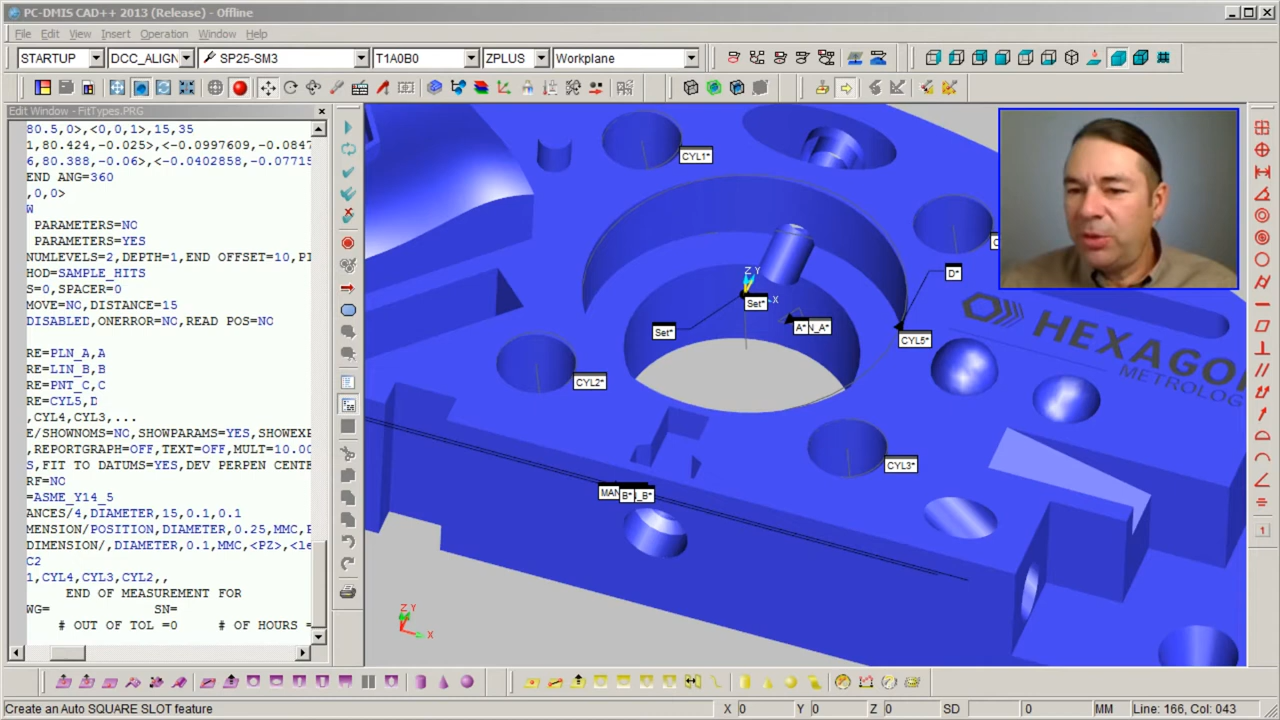 PC-DMIS CAD++ 2013 (Release) - Offline
File Edit View Insert Operation Window Help
STARTUP DCC_ALIGN SP25-SM3 T1A0B0 ZPLUS Workplane
Edit Window - FitTypes.PRG
80.5,0>,<0,0,1>,15,35
1,80.424,-0.025>,<-0.0997609,-0.0847
6,80.388,-0.06>,<-0.0402858,-0.07715
END ANG=360
,0,0>
W
PARAMETERS=NO
PARAMETERS=YES
NUMLEVELS=2,DEPTH=1,END OFFSET=10,PI
HOD=SAMPLE_HITS
S=0,SPACER=0
MOVE=NO,DISTANCE=15
DISABLED,ONERROR=NO,READ POS=NO
RE=PLN_A,A
RE=LIN_B,B
RE=PNT_C,C
RE=CYL5,D
,CYL4,CYL3,...
E/SHOWNOMS=NO,SHOWPARAMS=YES,SHOWEXP
,REPORTGRAPH=OFF,TEXT=OFF,MULT=10.00
S,FIT TO DATUMS=YES,DEV PERPEN CENTE
RF=NO
=ASME_Y14_5
ANCES/4,DIAMETER,15,0.1,0.1
MENSION/POSITION,DIAMETER,0.25,MMC,
DIMENSION/,DIAMETER,0.1,MMC,<PZ>,<le
C2
1,CYL4,CYL3,CYL2,,
END OF MEASUREMENT FOR
WG= SN=
# OUT OF TOL =0 # OF HOURS =
CYL1*
D*
Z Y
X
Set*
Set*
A* N_A*
CYL5*
HEXAGON
METROLOG
CYL2*
CYL3*
MAN B* _B*
Z Y
X
Create an Auto SQUARE SLOT feature X 0 Y 0 Z 0 SD 0 MM Line: 166, Col: 043